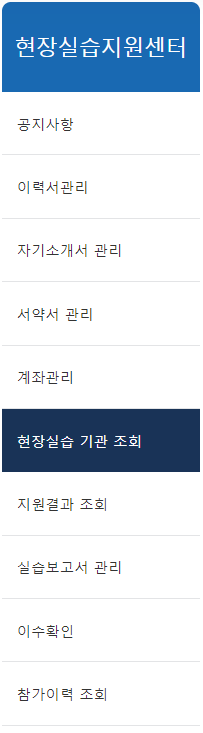 현장실습지원센터
공지사항
이력서관리
자기소개서 관리
서약서 관리
계좌관리
현장실습 기관 조회
지원결과 조회
실습보고서 관리
이수확인
참가이력 조회